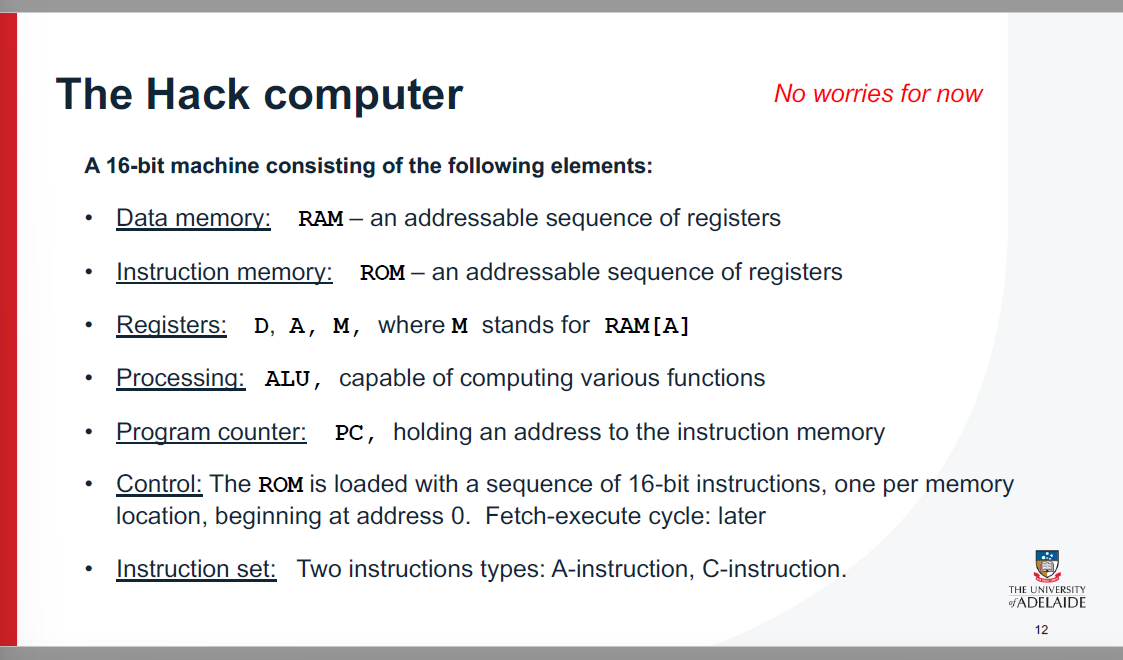 The Hack computer
No worries for now
A 16-bit machine consisting of the following elements:
• Data memory: RAM – an addressable sequence of registers
• Instruction memory: ROM – an addressable sequence of registers
• Registers: D, A, M, where M stands for RAM[A]
• Processing: ALU, capable of computing various functions
• Program counter: PC, holding an address to the instruction memory
• Control: The ROM is loaded with a sequence of 16-bit instructions, one per memory
location, beginning at address 0. Fetch-execute cycle: later
• Instruction set: Two instructions types: A-instruction, C-instruction.
THE UNIVERSITY
of ADELAIDE
12